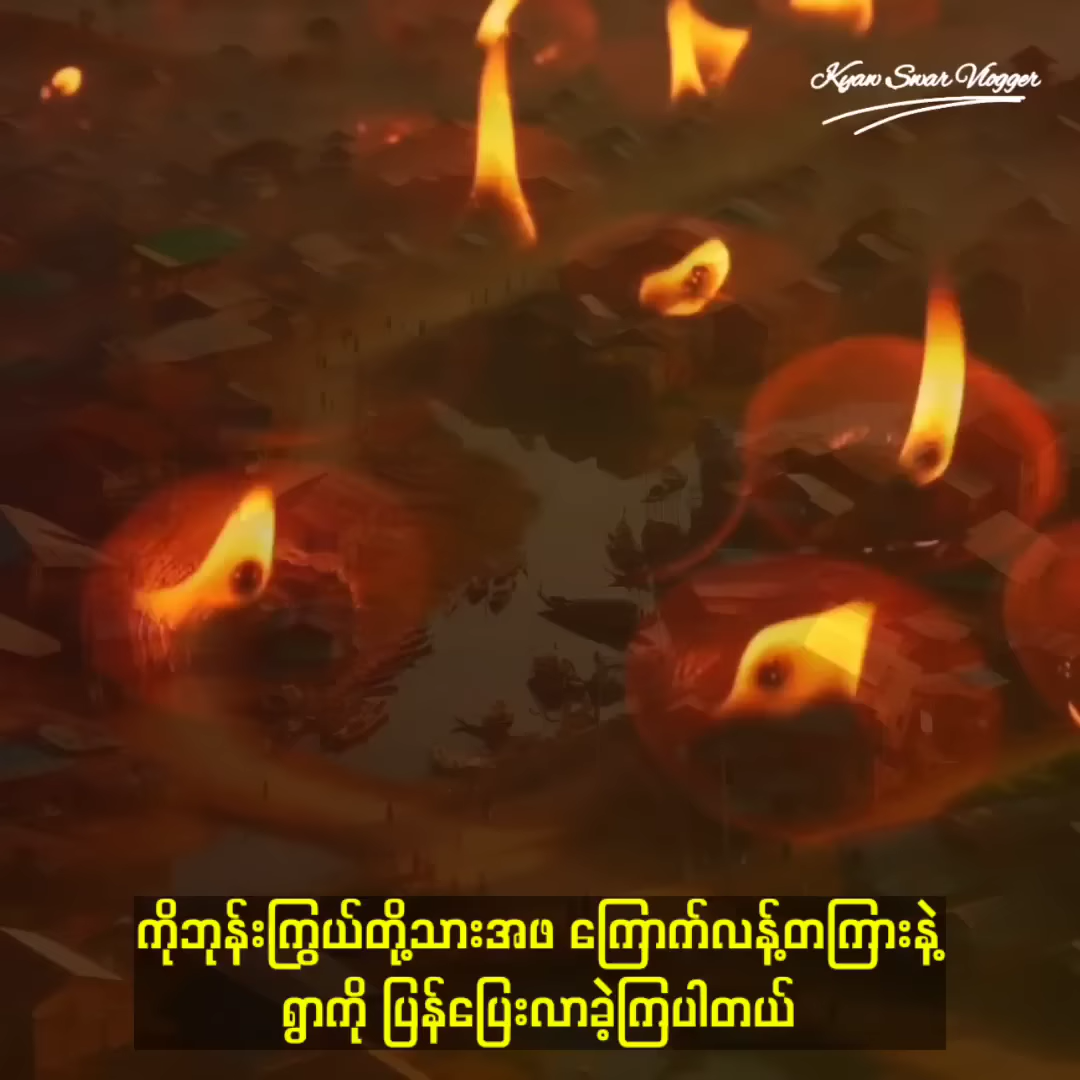 Kyaw Swar Vlogger
ကိုဘုန်းကြွယ်တို့သားအဖ ကြောက်လန့်တကြားနဲ့
ရွာကို ပြန်ပြေးလာခဲ့ကြပါတယ်